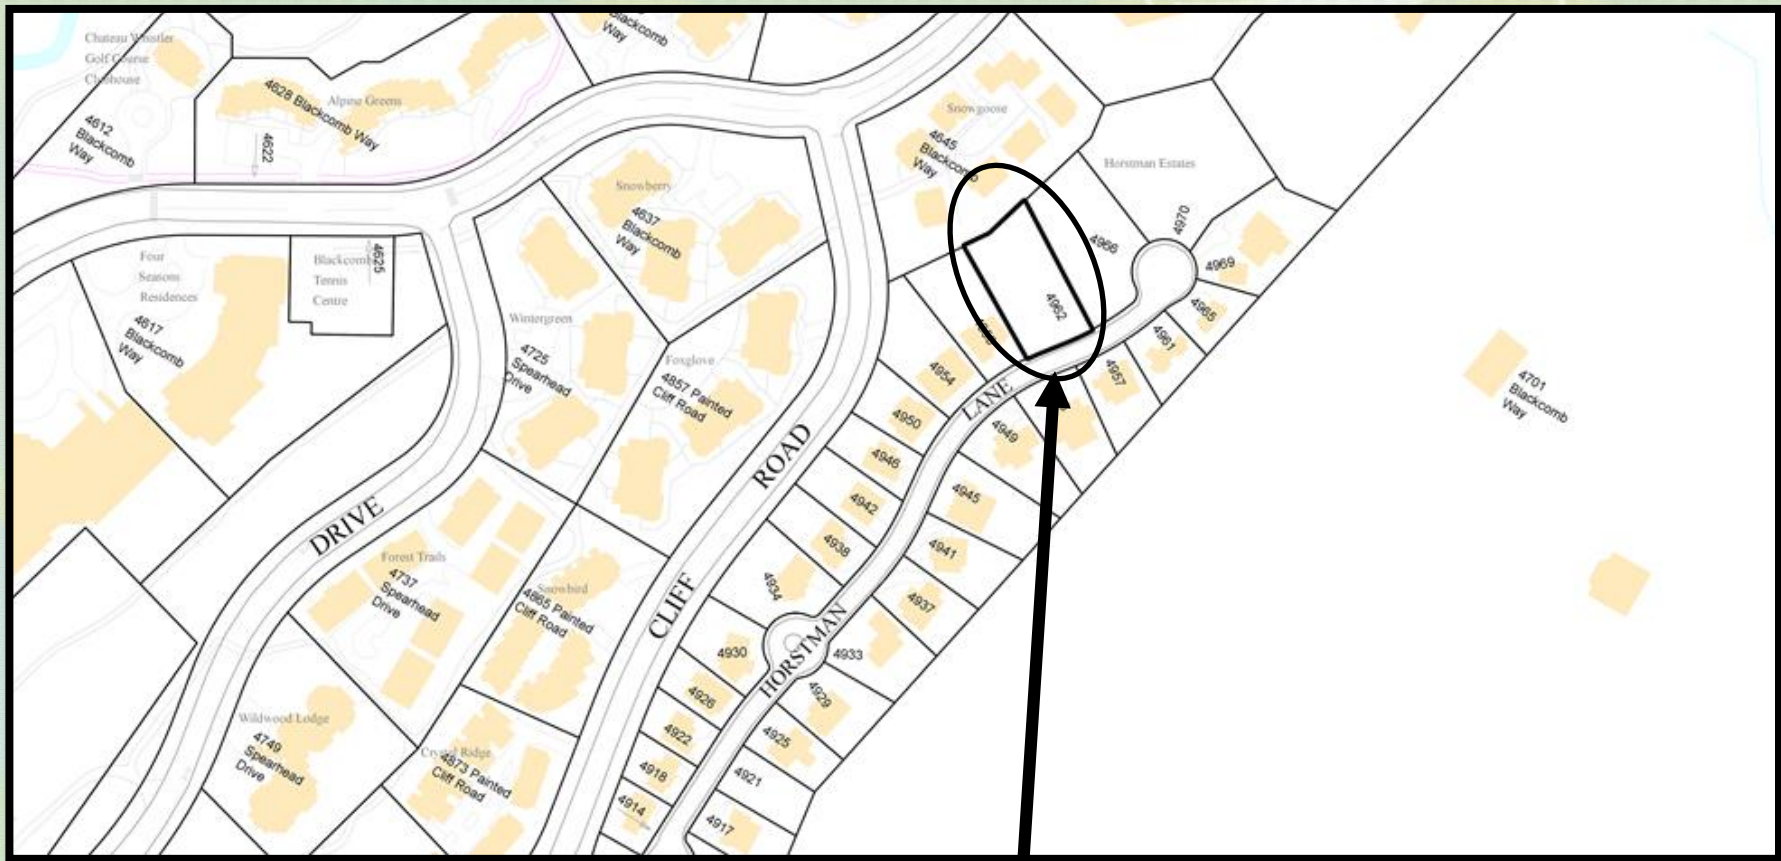 Chateau Whistler
Golf Course
Clubhouse
4612
Blackcomb
Way
4628 Blackcomb Way
Alpine Greens
4622
Blackcomb
Way
Snowgoose
4645
Blackcomb
Way
Horstman Estates
Snowberry
4637
Blackcomb
Way
4966
4970
4969
4962
4965
4961
4957
4954
Four
Seasons
Residences
4617
Blackcomb
Way
Blackcomb
Tennis
Centre
4625
Wintergreen
4725
Spearhead
Drive
Foxglove
4857 Painted
Cliff Road
4701
Blackcomb
Way
LANE
4950
4949
4946
4945
4942
4941
4938
4937
4934
4933
4930
4929
4926
4925
4922
4921
4918
4917
4914
HORSTMAN
CLIFF
ROAD
DRIVE
Forest Trails
4737
Spearhead
Drive
Snowbird
4865 Painted
Cliff Road
Wildwood Lodge
4749
Spearhead
Drive
Crystal Ridge
4873 Painted
Cliff Road